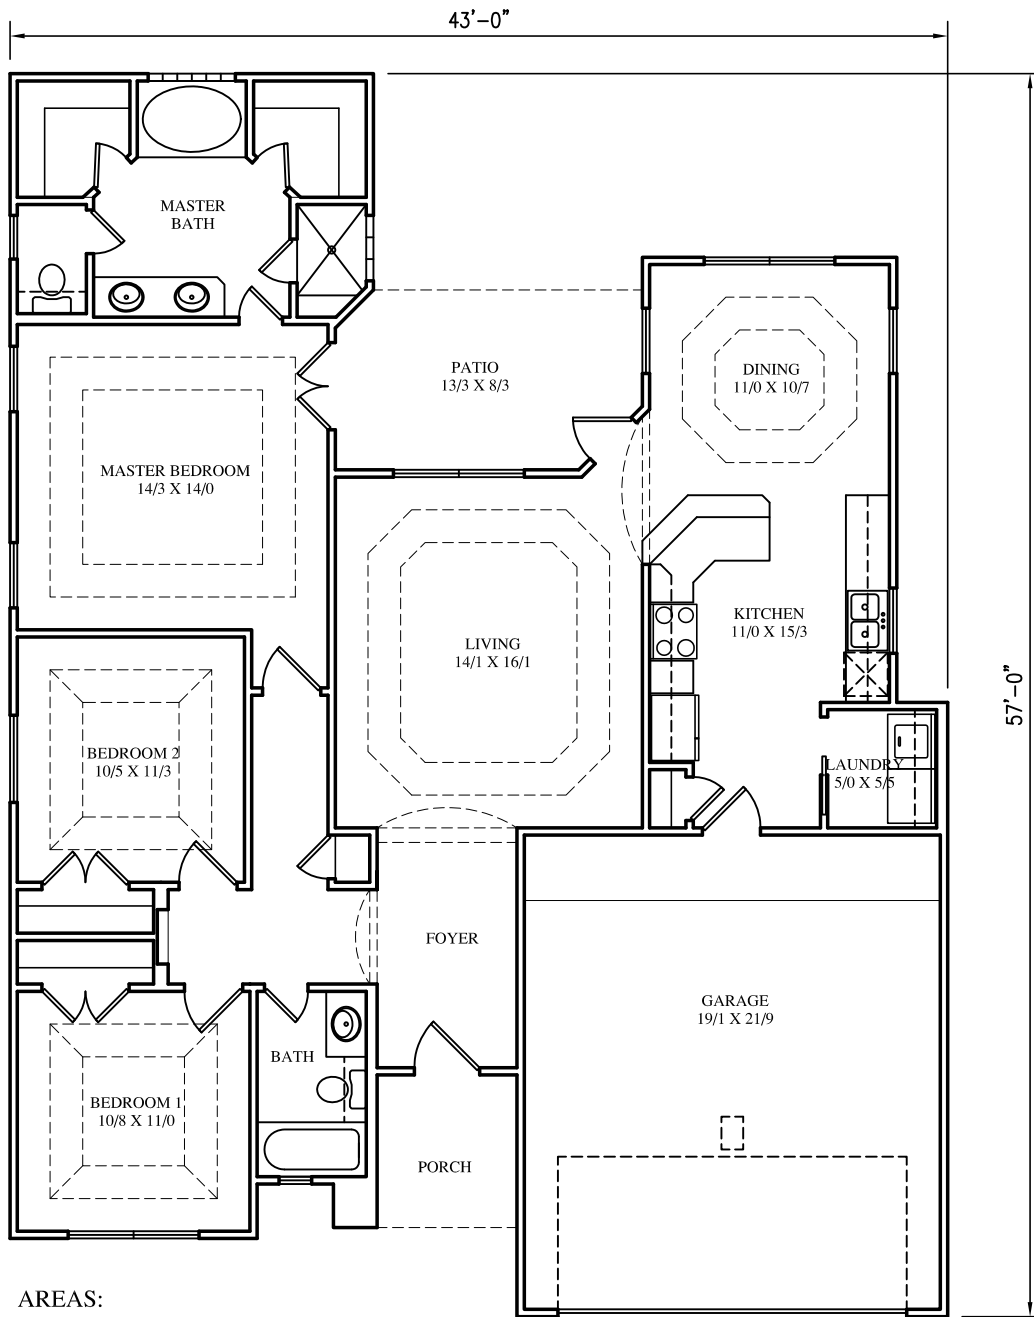 43'-0"
MASTER
BATH
PATIO
13/3 X 8/3
DINING
11/0 X 10/7
MASTER BEDROOM
14/3 X 14/0
KITCHEN
11/0 X 15/3
LIVING
14/1 X 16/1
57'-0"
BEDROOM 2
10/5 X 11/3
LAUNDRY
5/0 X 5/5
FOYER
GARAGE
19/1 X 21/9
BATH
BEDROOM 1
10/8 X 11/0
PORCH
AREAS: